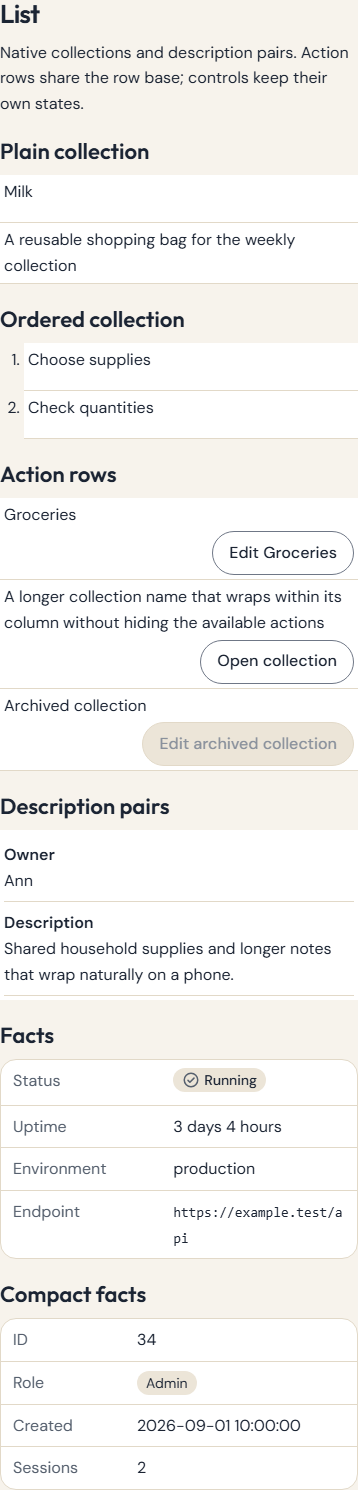 List
Native collections and description pairs. Action
rows share the row base; controls keep their
own states.
Plain collection
Milk
A reusable shopping bag for the weekly
collection
Ordered collection
1. Choose supplies
2. Check quantities
Action rows
Groceries
Edit Groceries
A longer collection name that wraps within its
column without hiding the available actions
Open collection
Archived collection
Edit archived collection
Description pairs
Owner
Ann
Description
Shared household supplies and longer notes
that wrap naturally on a phone.
Facts
Status Running
Uptime 3 days 4 hours
Environment production
Endpoint https://example.test/a
pi
Compact facts
ID 34
Role Admin
Created 2026-09-01 10:00:00
Sessions 2